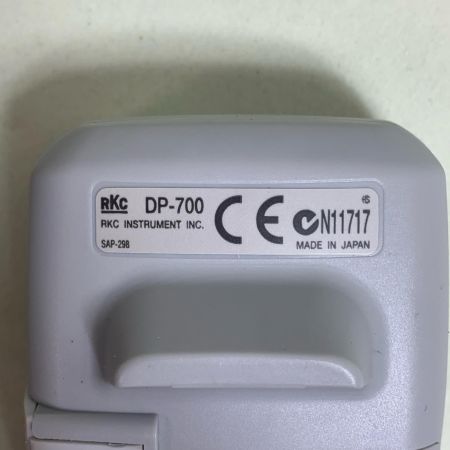 RKC DP-700
RKC INSTRUMENT INC.
SAP-298
CE
N11717
MADE IN JAPAN